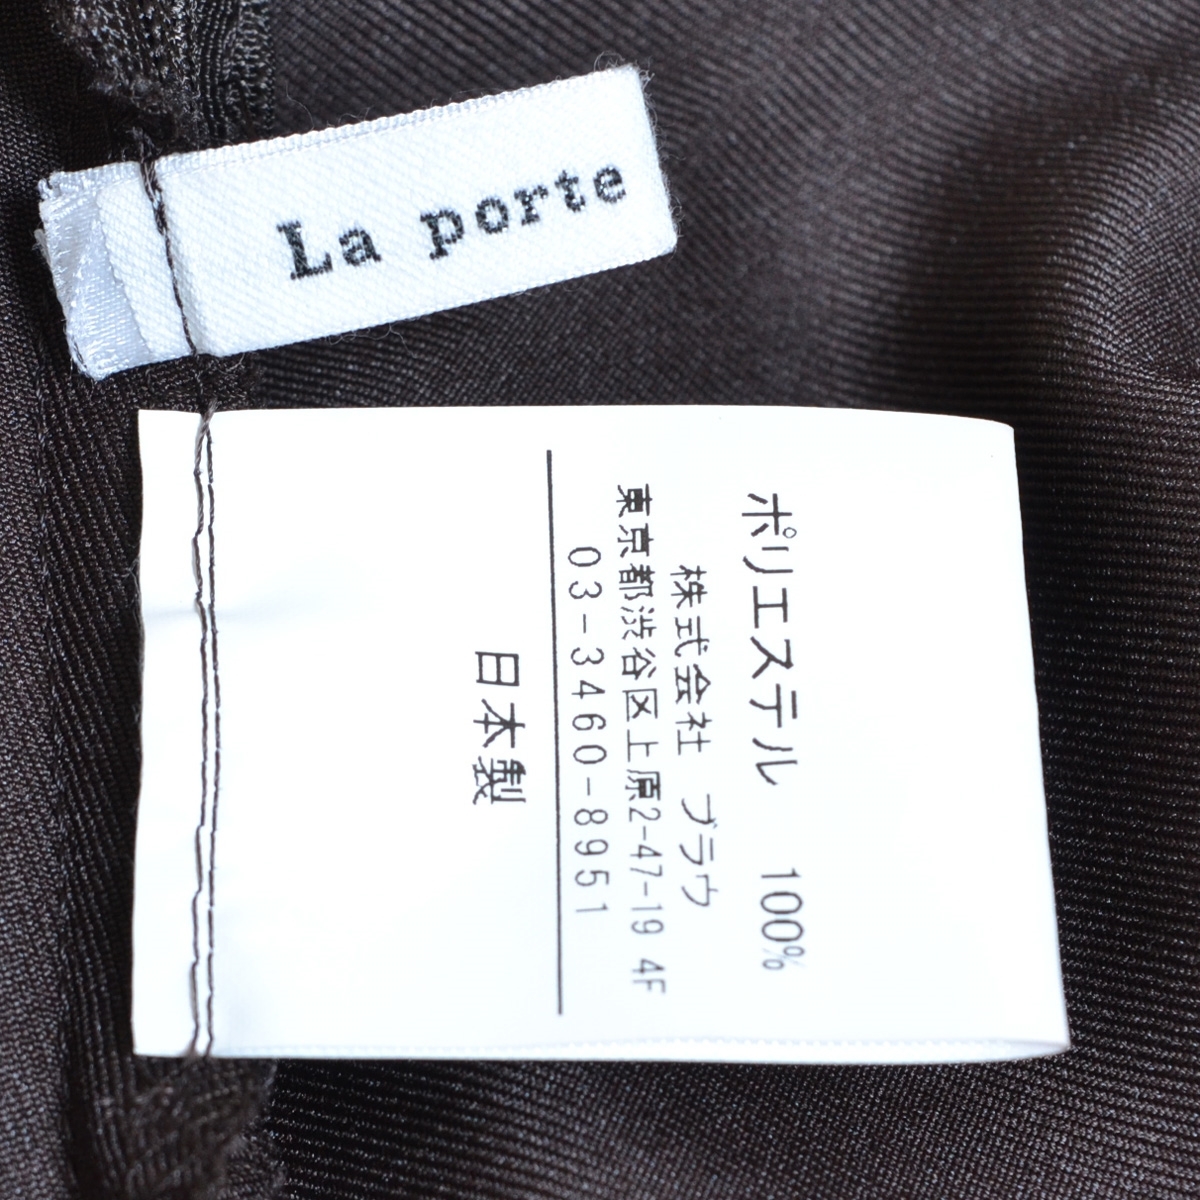 La porte
ポリエステル 100%
株式会社 ブラウ
東京都渋谷区上原2-47-19 4F
03-3460-8951
日本製